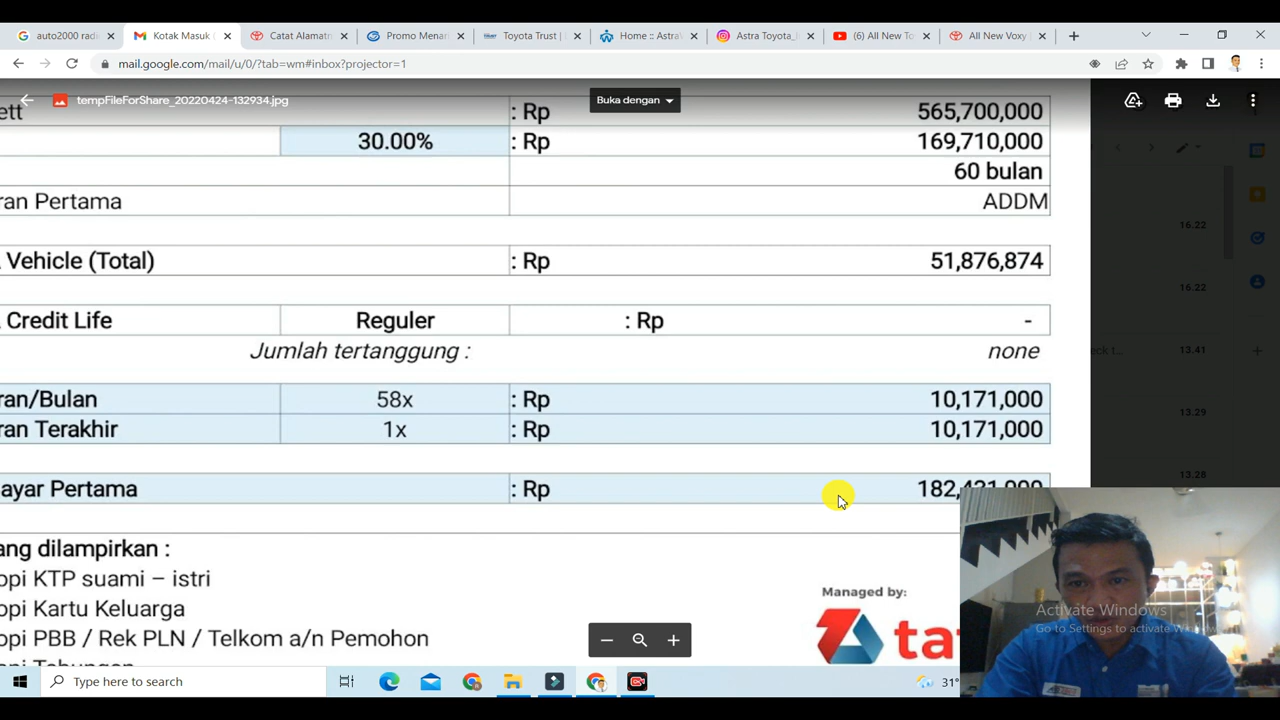 auto2000 radi
Kotak Masuk (
Catat Alamatn
Promo Menan
Toyota Trust |
Home :: Astra
Astra Toyota_
(6) All New To
All New Voxy |
mail.google.com/mail/u/0/?tab=wm#inbox?projector=1
tempFileForShare_20220424-132934.jpg
Buka dengan
ett : Rp 565,700,000
30.00% : Rp 169,710,000
60 bulan
ran Pertama ADDM
Vehicle (Total) : Rp 51,876,874
Credit Life Reguler : Rp -
Jumlah tertanggung : none
ran/Bulan 58x : Rp 10,171,000
ran Terakhir 1x : Rp 10,171,000
ayar Pertama : Rp
ang dilampirkan :
opi KTP suami – istri
opi Kartu Keluarga
opi PBB / Rek PLN / Telkom a/n Pemohon
Managed by:
ta
16.22
16.22
13.41
13.29
13.28
Activate Windows
Go to Settings to activate
Type here to search
31°